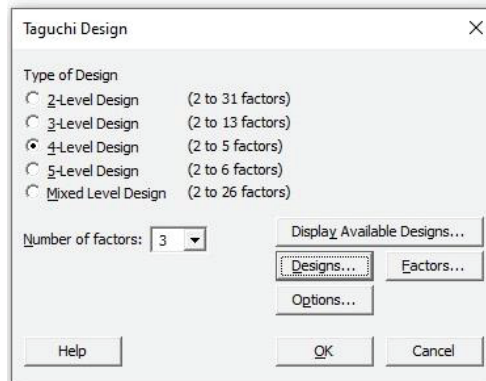 Taguchi Design
Type of Design
2-Level Design (2 to 31 factors)
3-Level Design (2 to 13 factors)
4-Level Design (2 to 5 factors)
5-Level Design (2 to 6 factors)
Mixed Level Design (2 to 26 factors)
Number of factors: 3
Display Available Designs...
Designs... Factors...
Options...
Help OK Cancel